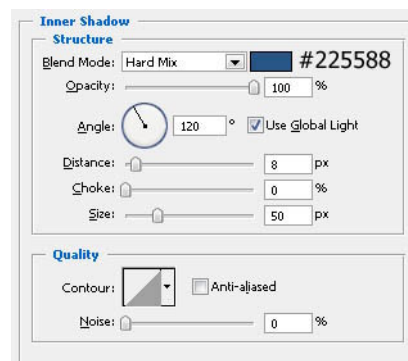 Inner Shadow
Structure
Blend Mode: Hard Mix #225588
Opacity: 100 %
Angle: 120 ° Use Global Light
Distance: 8 px
Choke: 0 %
Size: 50 px
Quality
Contour: Anti-aliased
Noise: 0 %